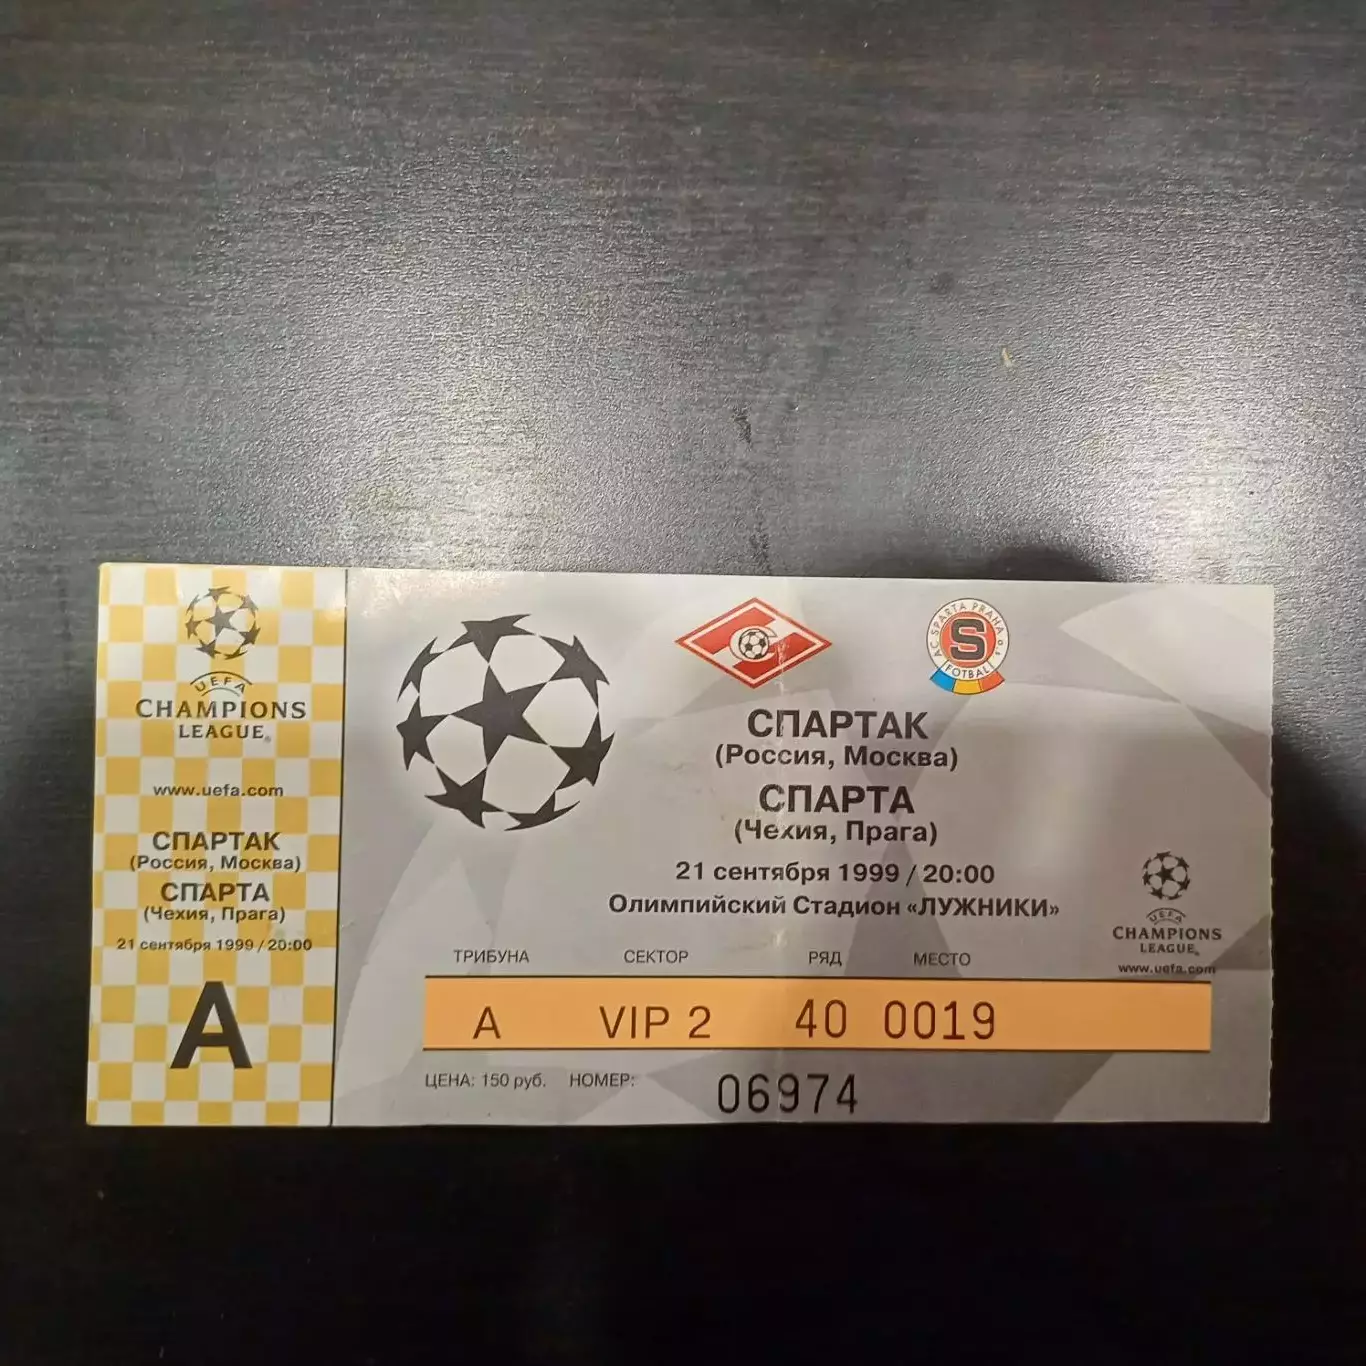 UEFA
CHAMPIONS
LEAGUE®
www.uefa.com
СПАРТАК
(Россия, Москва)
СПАРТА
(Чехия, Прага)
21 сентября 1999 / 20:00
A
AC SPARTA PRAHA
S
FOTBAL
СПАРТАК
(Россия, Москва)
СПАРТА
(Чехия, Прага)
21 сентября 1999 / 20:00
Олимпийский Стадион «ЛУЖНИКИ»
UEFA
CHAMPIONS
LEAGUE®
www.uefa.com
ТРИБУНА СЕКТОР РЯД МЕСТО
A VIP 2 40 0019
ЦЕНА: 150 руб. НОМЕР: 06974